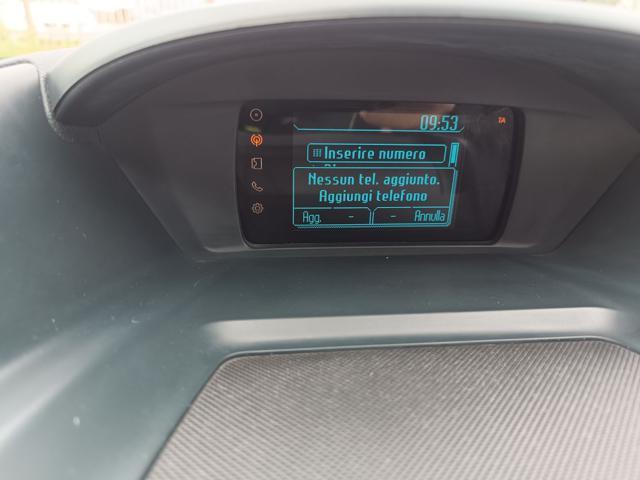 09:53
TA
Inserire numero
Nessun tel. aggiunto.
Aggiungi telefono
Agg. - - Annulla